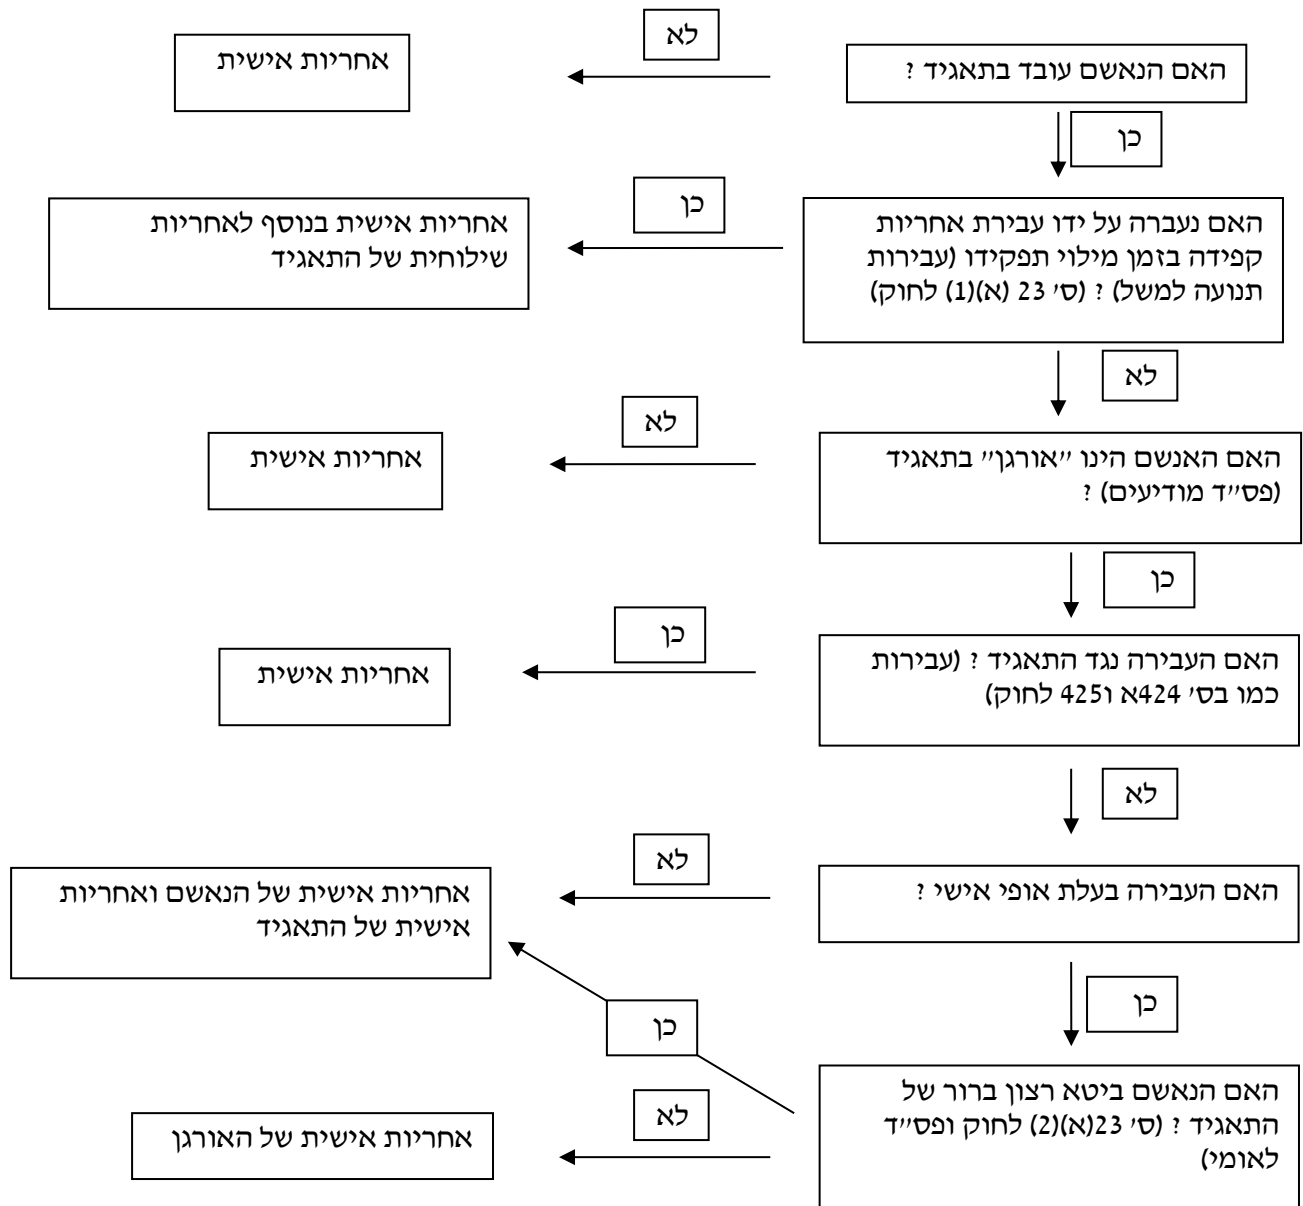 האם הנאשם עובד בתאגיד ?
לא
אחריות אישית
כן
האם נעברה על ידו עבירת אחריות
קפידה בזמן מילוי תפקידו (עבירות
תנועה למשל) ? (ס' 23 (א)(1) לחוק)
כן
אחריות אישית בנוסף לאחריות
שילוחית של התאגיד
לא
האם האנשם הינו "אורגן" בתאגיד
(פס"ד מודיעים) ?
לא
אחריות אישית
כן
האם העבירה נגד התאגיד ? (עבירות
כמו בס' 424א ו425 לחוק)
כן
אחריות אישית
לא
האם העבירה בעלת אופי אישי ?
לא
אחריות אישית של הנאשם ואחריות
אישית של התאגיד
כן
האם הנאשם ביטא רצון ברור של
התאגיד ? (ס' 23(א)(2) לחוק ופס"ד
לאומי)
כן
לא
אחריות אישית של האורגן